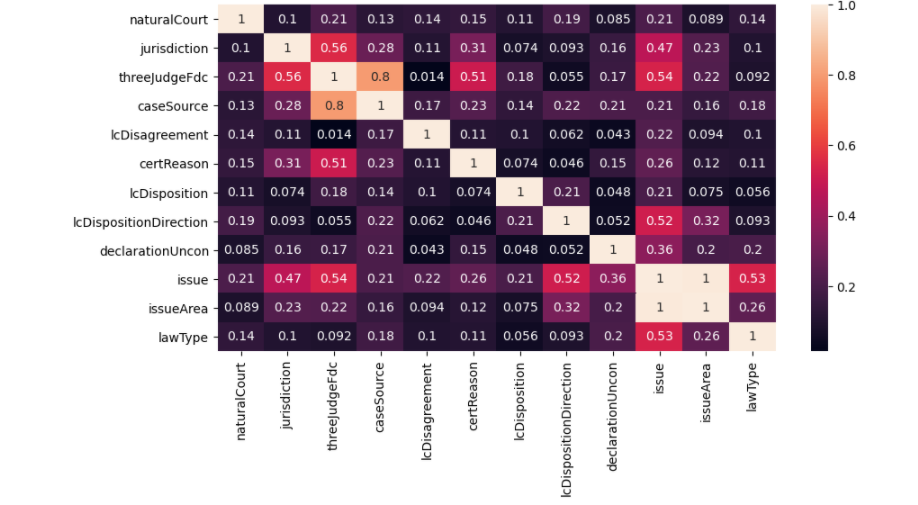 naturalCourt 1 0.1 0.21 0.13 0.14 0.15 0.11 0.19 0.085 0.21 0.089 0.14
jurisdiction 0.1 1 0.56 0.28 0.11 0.31 0.074 0.093 0.16 0.47 0.23 0.1
threeJudgeFdc 0.21 0.56 1 0.8 0.014 0.51 0.18 0.055 0.17 0.54 0.22 0.092
caseSource 0.13 0.28 0.8 1 0.17 0.23 0.14 0.22 0.21 0.21 0.16 0.18
lcDisagreement 0.14 0.11 0.014 0.17 1 0.11 0.1 0.062 0.043 0.22 0.094 0.1
certReason 0.15 0.31 0.51 0.23 0.11 1 0.074 0.046 0.15 0.26 0.12 0.11
lcDisposition 0.11 0.074 0.18 0.14 0.1 0.074 1 0.21 0.048 0.21 0.075 0.056
lcDispositionDirection 0.19 0.093 0.055 0.22 0.062 0.046 0.21 1 0.052 0.52 0.32 0.093
declarationUncon 0.085 0.16 0.17 0.21 0.043 0.15 0.048 0.052 1 0.36 0.2 0.2
issue 0.21 0.47 0.54 0.21 0.22 0.26 0.21 0.52 0.36 1 1 0.53
issueArea 0.089 0.23 0.22 0.16 0.094 0.12 0.075 0.32 0.2 1 1 0.26
lawType 0.14 0.1 0.092 0.18 0.1 0.11 0.056 0.093 0.2 0.53 0.26 1
naturalCourt
jurisdiction
threeJudgeFdc
caseSource
lcDisagreement
certReason
lcDisposition
lcDispositionDirection
declarationUncon
issue
issueArea
lawType
1.0
0.8
0.6
0.4
0.2